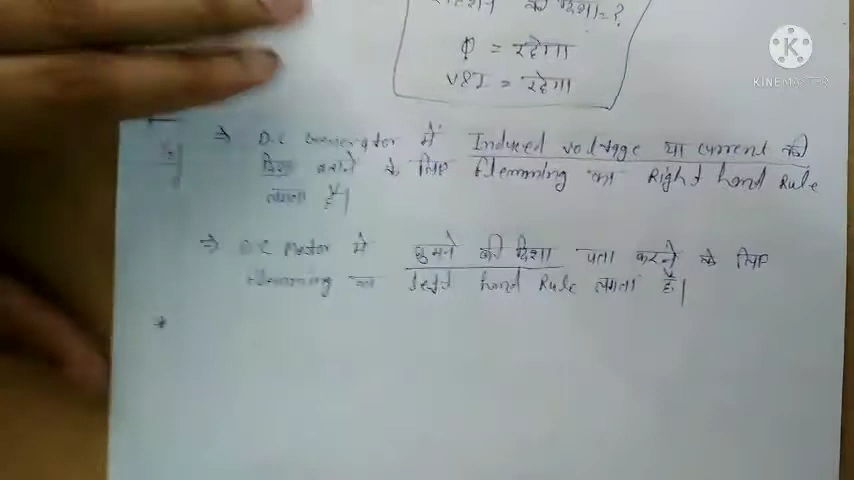 की दिशा = ?
φ = रहेगा
V&I = रहेगा
K
KINEMASTER
⇒ D.C Generator में Induced voltage या current की
दिशा बताने के लिए Flemming का Right hand Rule
लगता है।
⇒ D.C Motor मे घुमने की दिशा पता करने के लिए
Flemming का left hand Rule लगता है।
*